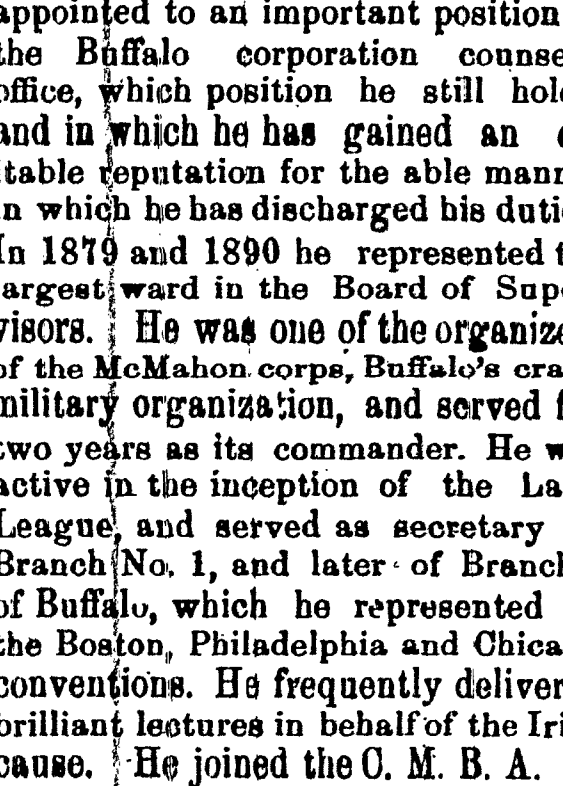 appointed to an important position
the Buffalo corporation counse
office, which position he still hol
and in which he has gained an
table reputation for the able man
in which he has discharged his duti
In 1879 and 1890 he represented t
largest ward in the Board of Sup
visors. He was one of the organiz
of the McMahon corps, Buffalo's cra
military organization, and served f
two years as its commander. He w
active in the inception of the La
League, and served as secretary
Branch No. 1, and later of Branch
of Buffalo, which he represented
the Boston, Philadelphia and Chica
conventions. He frequently deliver
brilliant lectures in behalf of the Iri
cause. He joined the C. M. B. A.